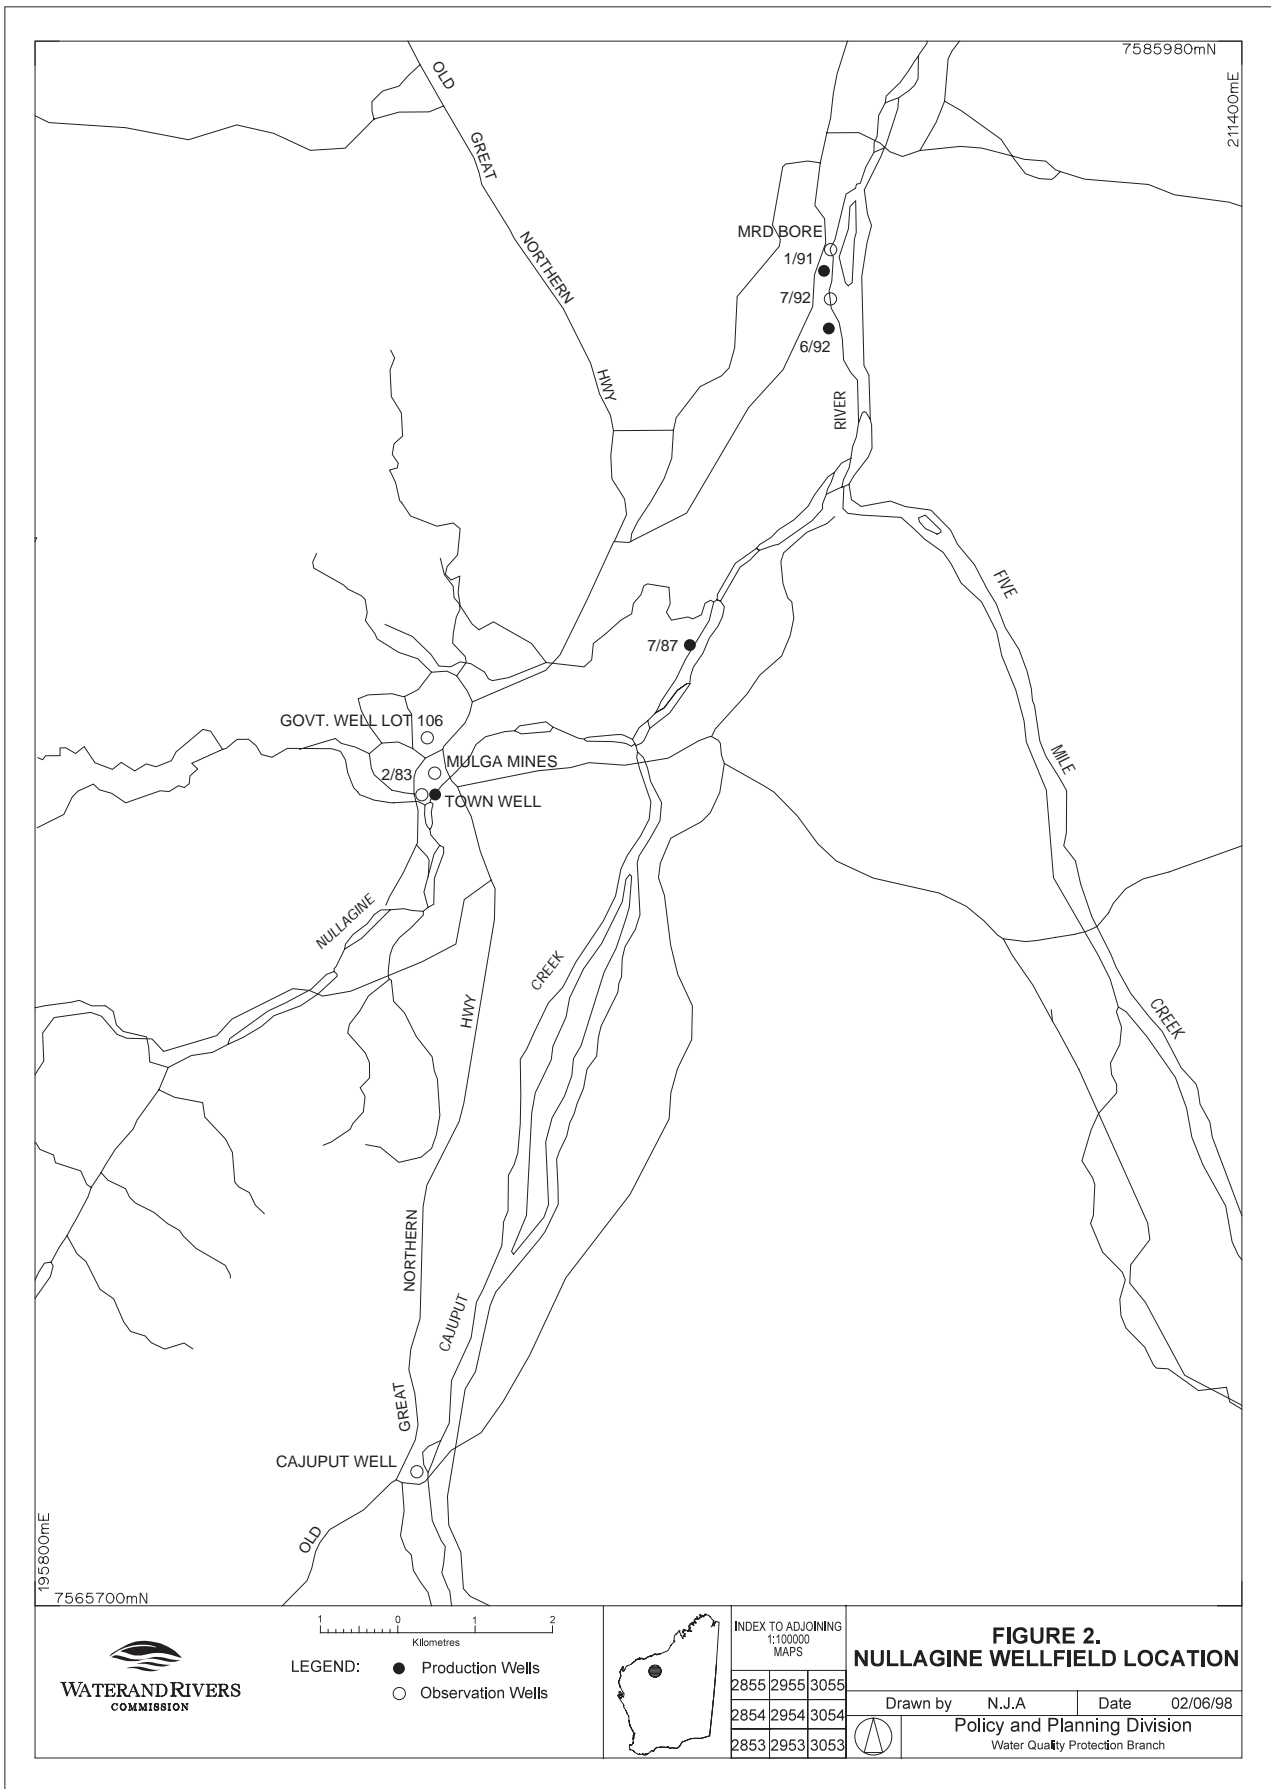 7585980mN
211400mE
OLD
GREAT
NORTHERN
HWY
MRD BORE
1/91
7/92
6/92
RIVER
FIVE
MILE
CREEK
7/87
GOVT. WELL LOT 106
MULGA MINES
2/83
TOWN WELL
NULLAGINE
CREEK
HWY
NORTHERN
CAJUPUT
GREAT
CAJUPUT WELL
OLD
195800mE
7565700mN
WATER AND RIVERS
COMMISSION
1 0 1 2
Kilometres
LEGEND:
Production Wells
Observation Wells
INDEX TO ADJOINING
1:100000
MAPS
2855 2955 3055
2854 2954 3054
2853 2953 3053
FIGURE 2.
NULLAGINE WELLFIELD LOCATION
Drawn by N.J.A Date 02/06/98
Policy and Planning Division
Water Quality Protection Branch